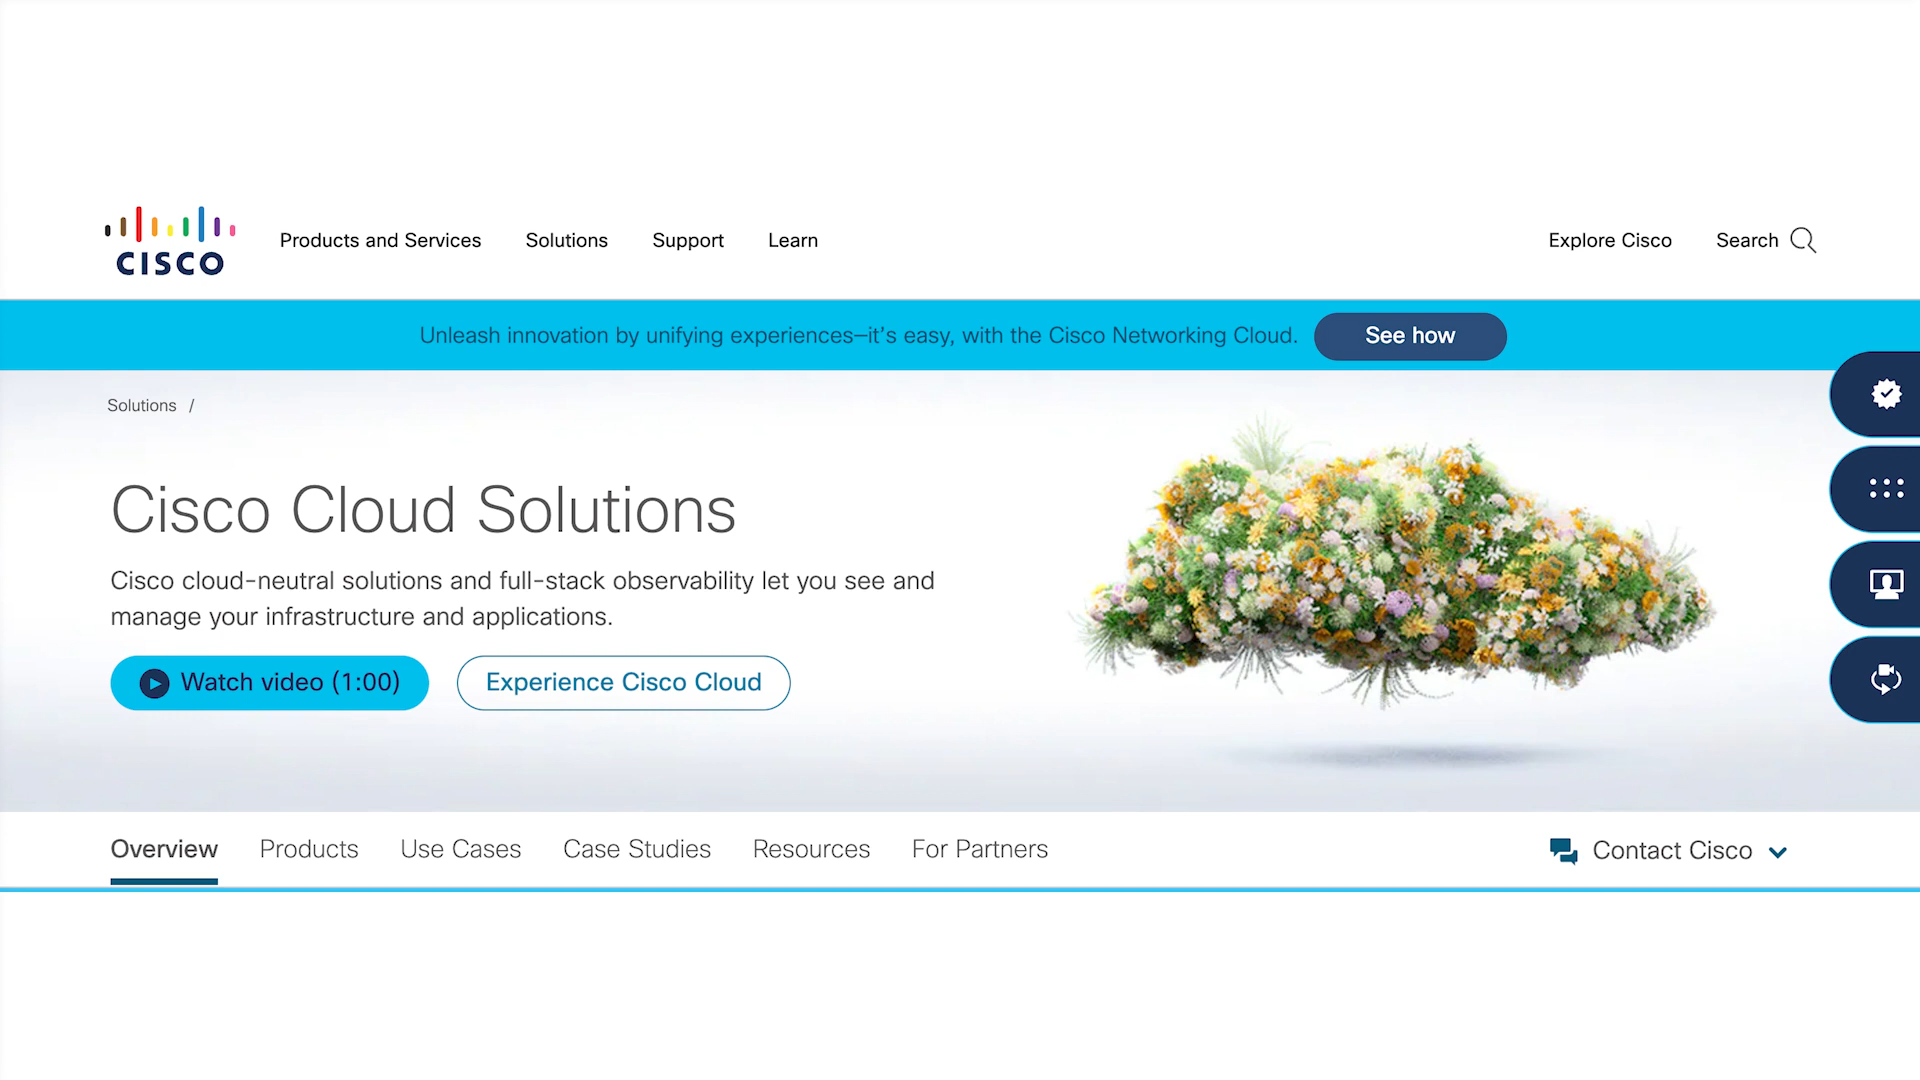 CISCO
Products and Services
Solutions
Support
Learn
Explore Cisco
Search
Unleash innovation by unifying experiences—it's easy, with the Cisco Networking Cloud.
See how
Solutions /
Cisco Cloud Solutions
Cisco cloud-neutral solutions and full-stack observability let you see and
manage your infrastructure and applications.
Watch video (1:00)
Experience Cisco Cloud
Overview
Products
Use Cases
Case Studies
Resources
For Partners
Contact Cisco